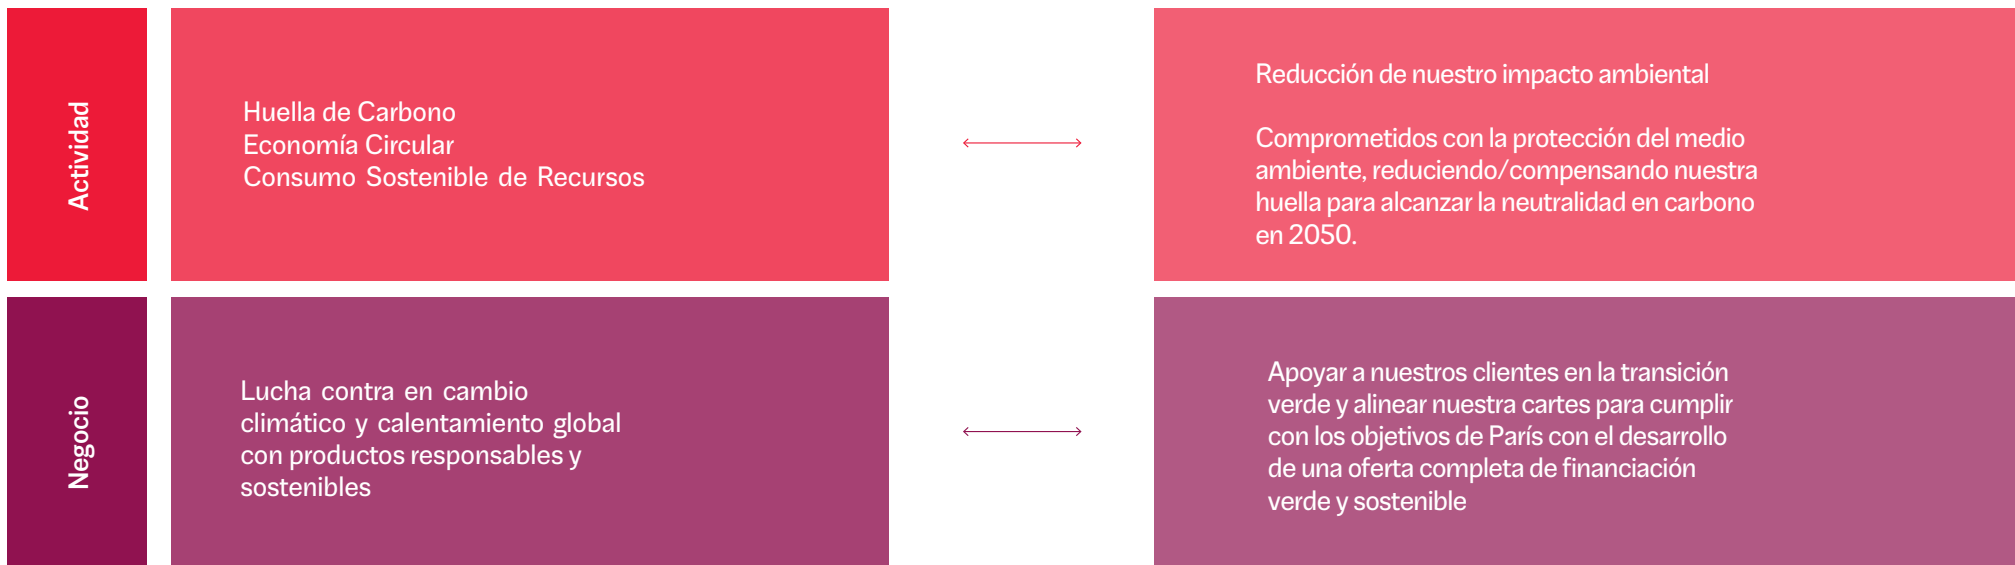 Actividad
Huella de Carbono
Economía Circular
Consumo Sostenible de Recursos
Reducción de nuestro impacto ambiental
Comprometidos con la protección del medio
ambiente, reduciendo/compensando nuestra
huella para alcanzar la neutralidad en carbono
en 2050.
Negocio
Lucha contra en cambio
climático y calentamiento global
con productos responsables y
sostenibles
Apoyar a nuestros clientes en la transición
verde y alinear nuestra cartes para cumplir
con los objetivos de París con el desarrollo
de una oferta completa de financiación
verde y sostenible